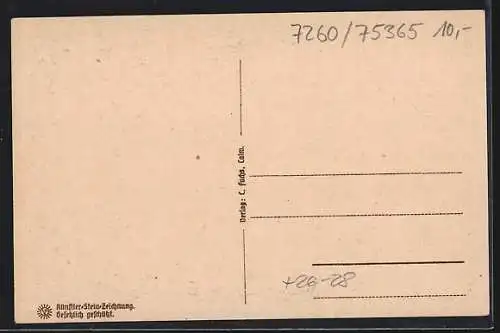 7260/75365 10,-
Verlag: C. Fuchs, Calw.
+26-28
Künstler-Stein-Zeichnung.
Gesetzlich geschützt.